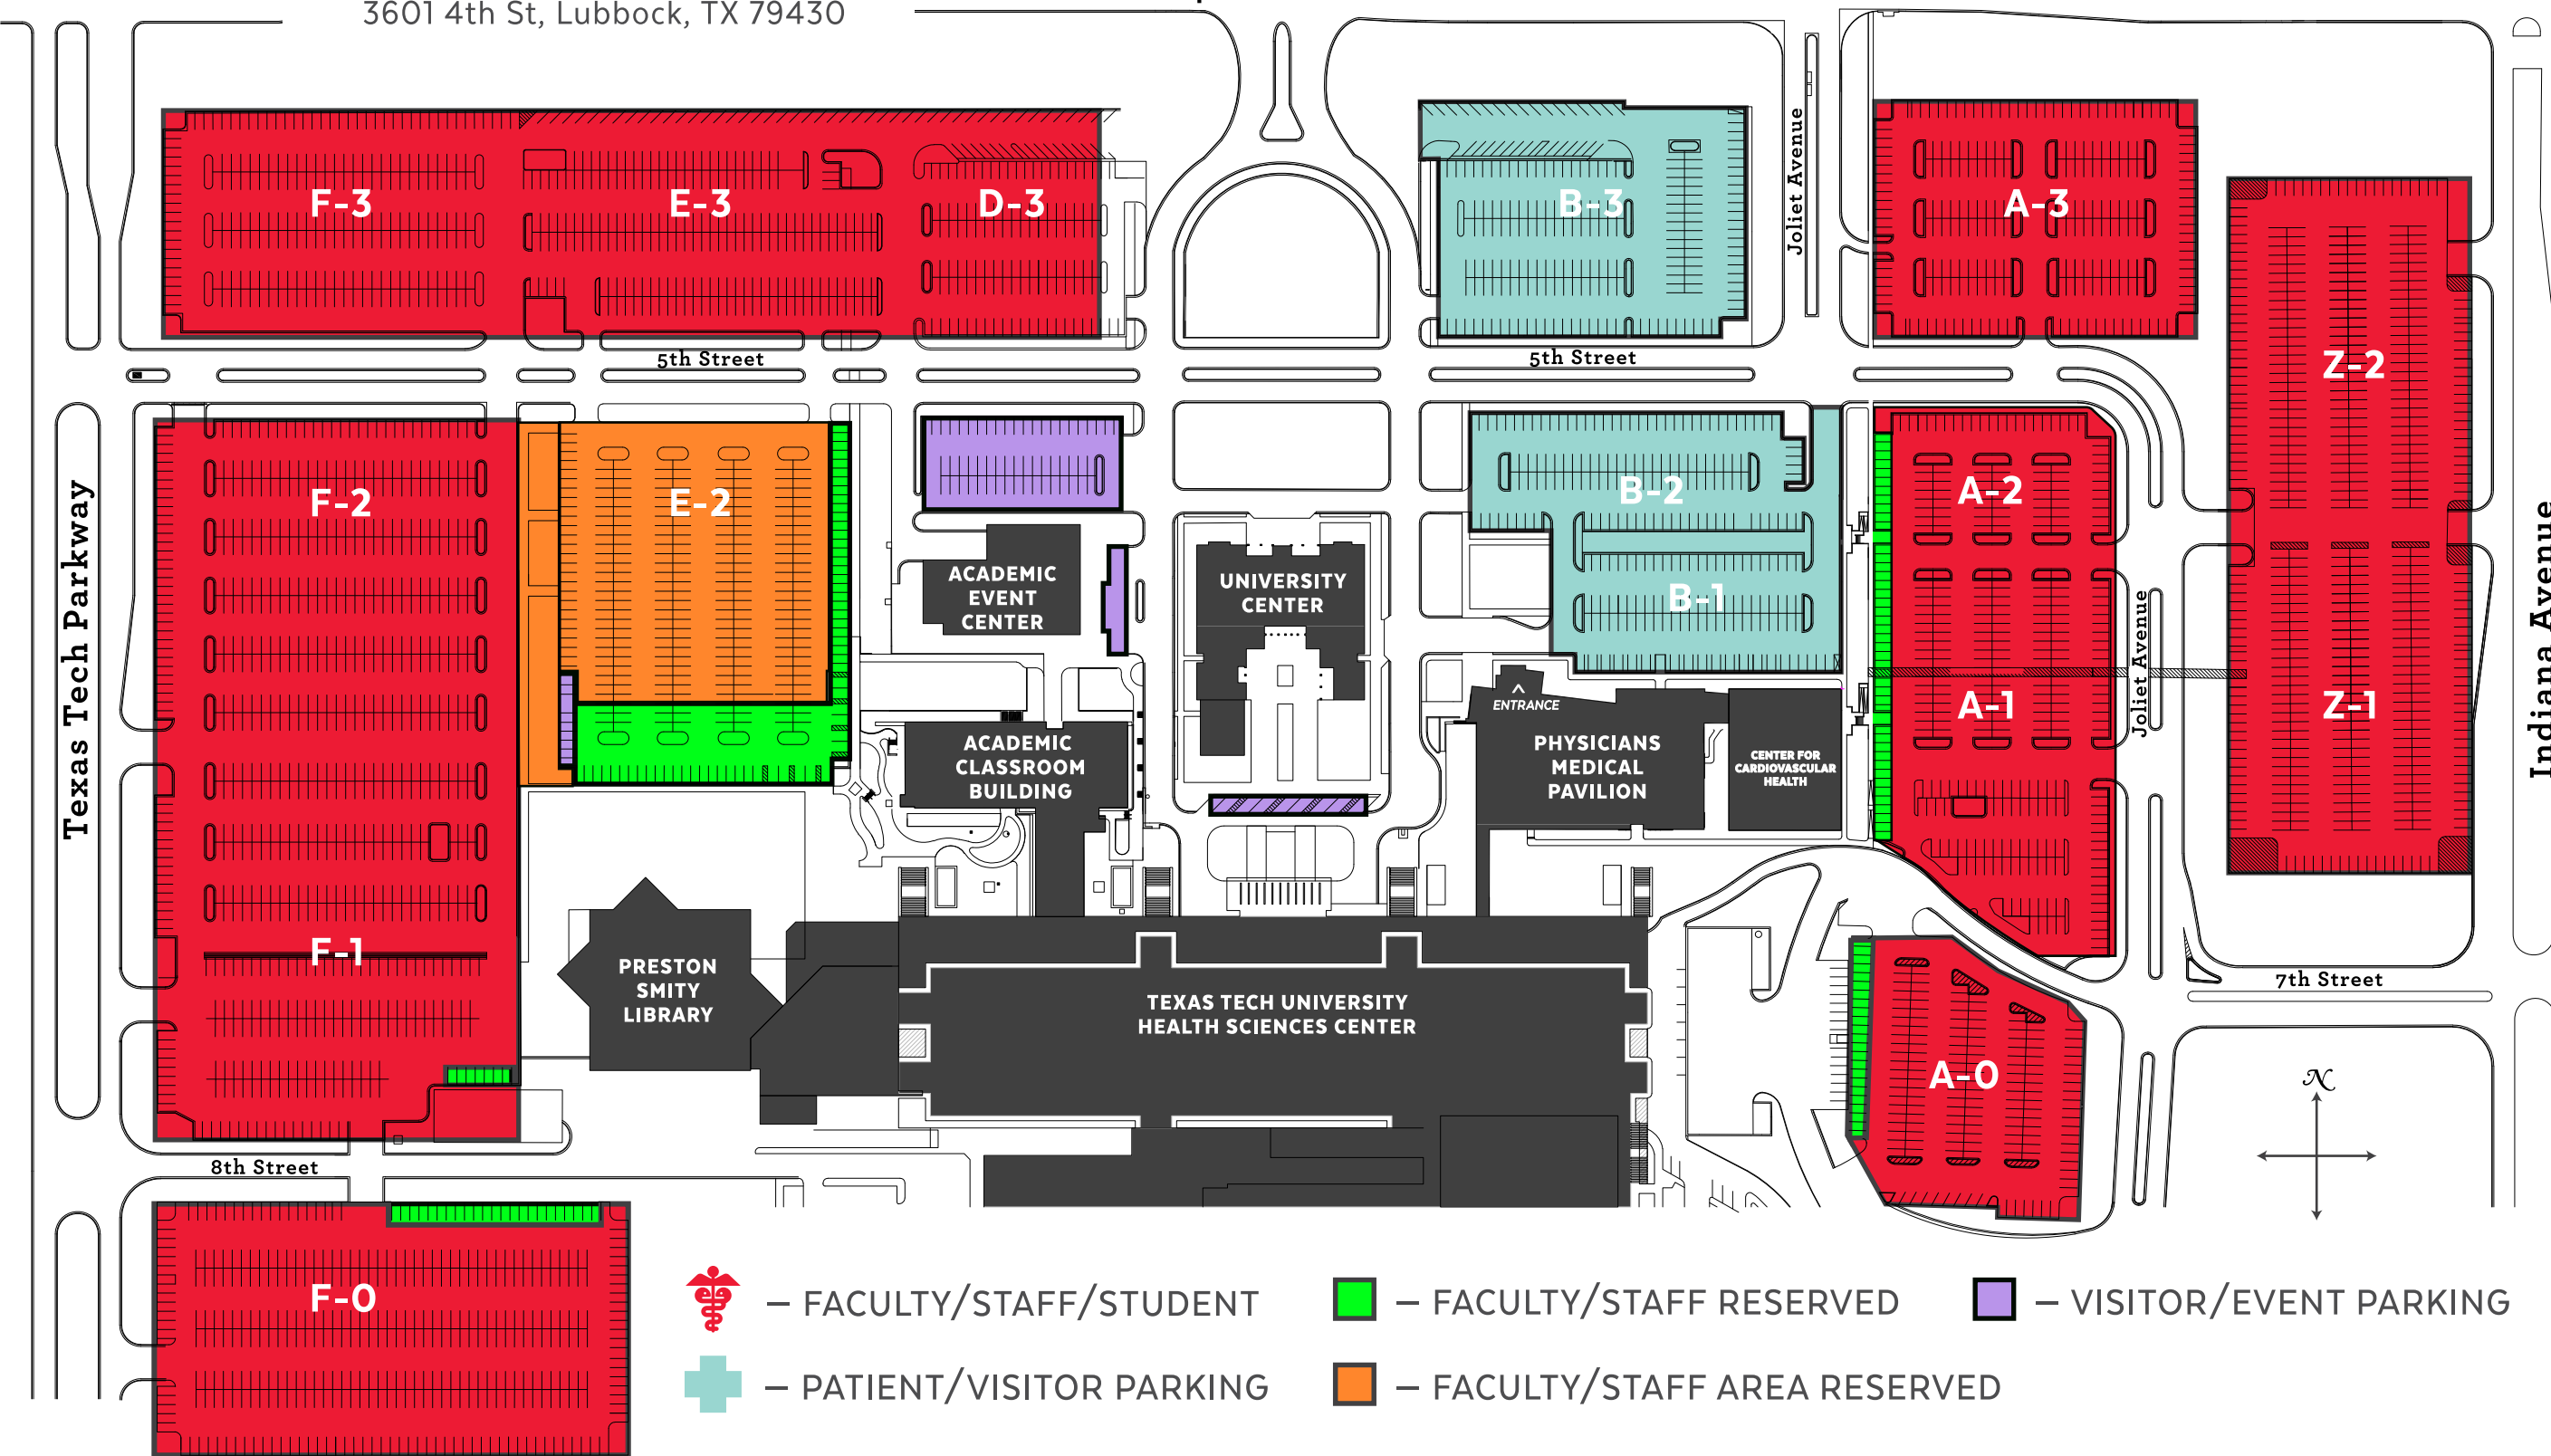 3601 4th St, Lubbock, TX 79430
F-3
E-3
D-3
B-3
Joliet Avenue
A-3
5th Street
5th Street
Z-2
Texas Tech Parkway
F-2
E-2
B-2
A-2
Indiana Avenue
ACADEMIC
EVENT
CENTER
UNIVERSITY
CENTER
B-1
Joliet Avenue
ENTRANCE
A-1
Z-1
ACADEMIC
CLASSROOM
BUILDING
PHYSICIANS
MEDICAL
PAVILION
CENTER FOR
CARDIOVASCULAR
HEALTH
F-1
PRESTON
SMITY
LIBRARY
TEXAS TECH UNIVERSITY
HEALTH SCIENCES CENTER
7th Street
A-0
N
8th Street
F-0
– FACULTY/STAFF/STUDENT
– FACULTY/STAFF RESERVED
– VISITOR/EVENT PARKING
– PATIENT/VISITOR PARKING
– FACULTY/STAFF AREA RESERVED